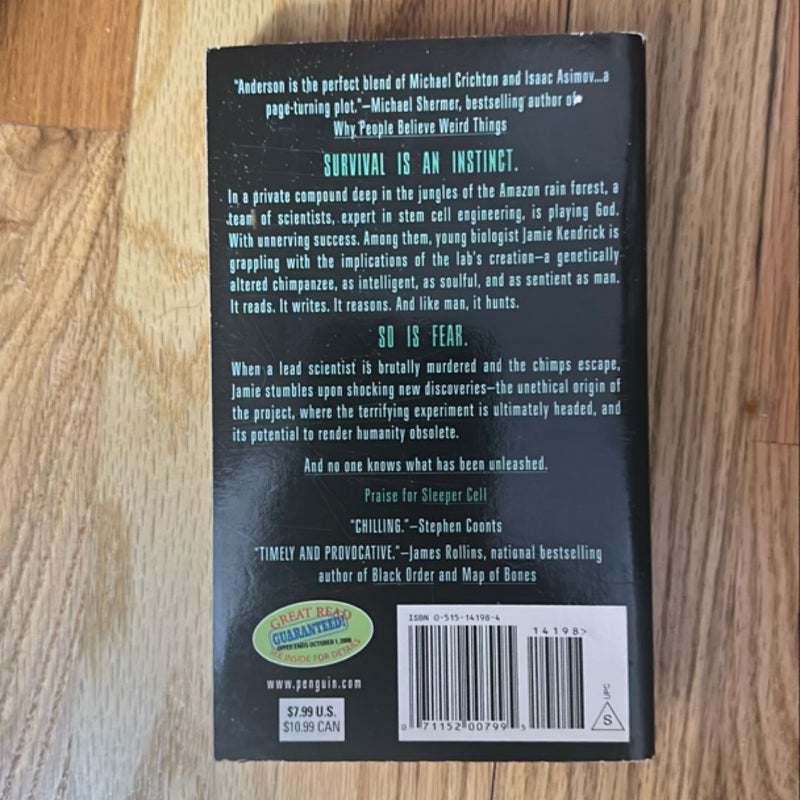 "Anderson is the perfect blend of Michael Crichton and Isaac Asimov...a
page-turning plot."—Michael Shermer, bestselling author of
Why People Believe Weird Things
SURVIVAL IS AN INSTINCT.
In a private compound deep in the jungles of the Amazon rain forest, a
team of scientists, expert in stem cell engineering, is playing God.
With unnerving success. Among them, young biologist Jamie Kendrick is
grappling with the implications of the lab's creation—a genetically
altered chimpanzee, as intelligent, as soulful, and as sentient as man.
It reads. It writes. It reasons. And like man, it hunts.
SO IS FEAR.
When a lead scientist is brutally murdered and the chimps escape,
Jamie stumbles upon shocking new discoveries—the unethical origin of
the project, where the terrifying experiment is ultimately headed, and
its potential to render humanity obsolete.
And no one knows what has been unleashed.
Praise for Sleeper Cell
"CHILLING."—Stephen Coonts
"TIMELY AND PROVOCATIVE."—James Rollins, national bestselling
author of Black Order and Map of Bones
GREAT READ
GUARANTEED!
OFFER ENDS OCTOBER 1, 2008
SEE INSIDE FOR DETAILS
www.penguin.com
$7.99 U.S.
$10.99 CAN
ISBN 0-515-14198-4
14198>
0 71152 00799 5
UPC
S